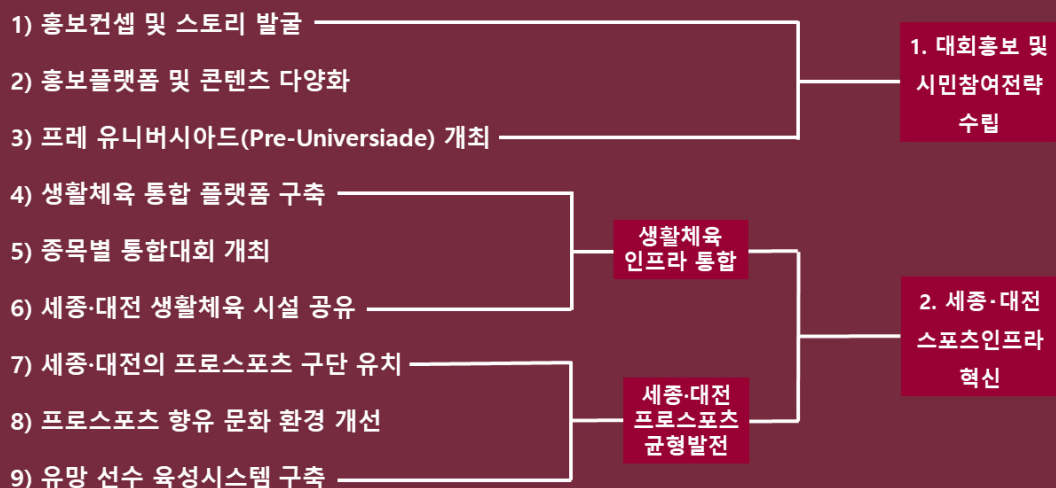 1) 홍보컨셉 및 스토리 발굴
2) 홍보플랫폼 및 콘텐츠 다양화
3) 프레 유니버시아드(Pre-Universiade) 개최
1. 대회홍보 및
시민참여전략
수립
4) 생활체육 통합 플랫폼 구축
5) 종목별 통합대회 개최
6) 세종·대전 생활체육 시설 공유
생활체육
인프라 통합
7) 세종·대전의 프로스포츠 구단 유치
8) 프로스포츠 향유 문화 환경 개선
9) 유망 선수 육성시스템 구축
세종·대전
프로스포츠
균형발전
2. 세종·대전
스포츠인프라
혁신